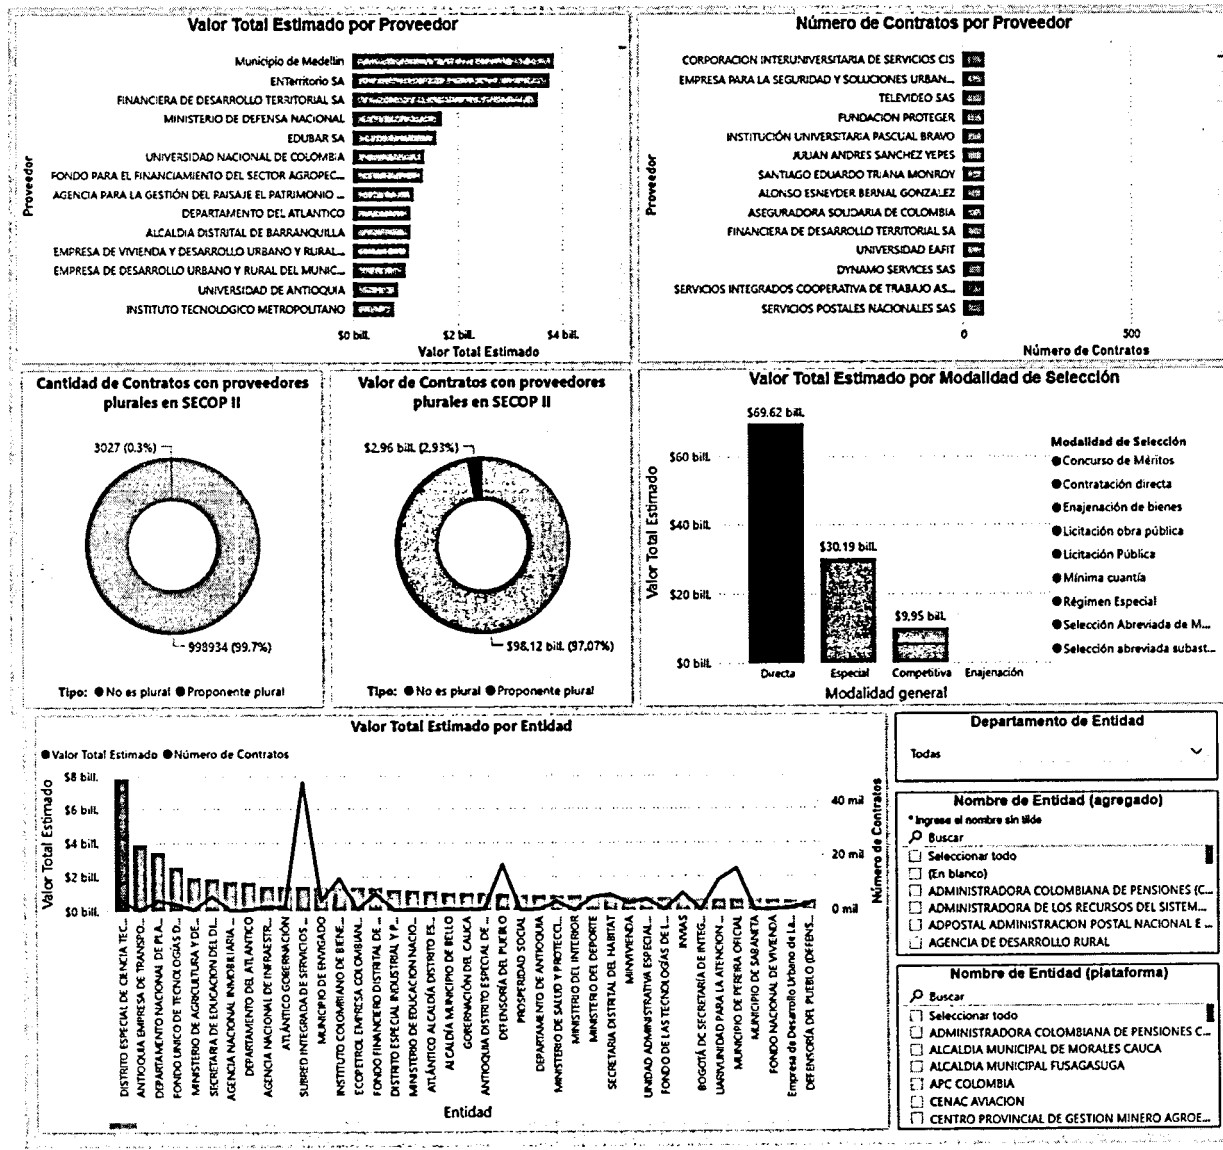 Valor Total Estimado por Proveedor
Proveedor
Municipio de Medellin
ENTerritorio SA
FINANCIERA DE DESARROLLO TERRITORIAL SA
MINISTERIO DE DEFENSA NACIONAL
EDUBAR SA
UNIVERSIDAD NACIONAL DE COLOMBIA
FONDO PARA EL FINANCIAMIENTO DEL SECTOR AGROPEC...
AGENCIA PARA LA GESTIÓN DEL PAISAJE EL PATRIMONIO ...
DEPARTAMENTO DEL ATLANTICO
ALCALDIA DISTRITAL DE BARRANQUILLA
EMPRESA DE VIVIENDA Y DESARROLLO URBANO Y RURAL...
EMPRESA DE DESARROLLO URBANO Y RURAL DEL MUNIC...
UNIVERSIDAD DE ANTIOQUIA
INSTITUTO TECNOLOGICO METROPOLITANO
$0 bill. $2 bill. $4 bill.
Valor Total Estimado
Número de Contratos por Proveedor
Proveedor
CORPORACION INTERUNIVERSITARIA DE SERVICIOS CIS
EMPRESA PARA LA SEGURIDAD Y SOLUCIONES URBAN...
TELEVIDEO SAS
FUNDACION PROTEGER
INSTITUCIÓN UNIVERSITARIA PASCUAL BRAVO
JULIAN ANDRES SANCHEZ YEPES
SANTIAGO EDUARDO TRIANA MONROY
ALONSO ESNEYDER BERNAL GONZALEZ
ASEGURADORA SOLIDARIA DE COLOMBIA
FINANCIERA DE DESARROLLO TERRITORIAL SA
UNIVERSIDAD EAFIT
DYNAMO SERVICES SAS
SERVICIOS INTEGRADOS COOPERATIVA DE TRABAJO AS...
SERVICIOS POSTALES NACIONALES SAS
0 500
Número de Contratos
Cantidad de Contratos con proveedores
plurales en SECOP II
3027 (0.3%)
998934 (99.7%)
Tipo: No es plural Proponente plural
Valor de Contratos con proveedores
plurales en SECOP II
$2.96 bill. (2.93%)
$98.12 bill. (97.07%)
Tipo: No es plural Proponente plural
Valor Total Estimado por Modalidad de Selección
Valor Total Estimado
$60 bill.
$40 bill.
$20 bill.
$0 bill.
$69.62 bill.
$30.19 bill.
$9.95 bill.
Directa Especial Competitiva Enajenación
Modalidad general
Modalidad de Selección
Concurso de Méritos
Contratación directa
Enajenación de bienes
Licitación obra pública
Licitación Pública
Mínima cuantía
Régimen Especial
Selección Abreviada de M...
Selección abreviada subast...
Valor Total Estimado por Entidad
Valor Total Estimado Número de Contratos
Valor Total Estimado
$8 bill.
$6 bill.
$4 bill.
$2 bill.
$0 bill.
40 mil
20 mil
0 mil
Número de Contratos
DISTRITO ESPECIAL DE CIENCIA TEC...
ANTIOQUIA EMPRESA DE TRANSPO...
DEPARTAMENTO NACIONAL DE PLA...
FONDO UNICO DE TECNOLOGÍAS D...
MINISTERIO DE AGRICULTURA Y DE...
SECRETARIA DE EDUCACION DEL DI...
AGENCIA NACIONAL INMOBILIARIA ...
DEPARTAMENTO DEL ATLANTICO
AGENCIA NACIONAL DE INFRAESTR...
ATLÁNTICO GOBERNACIÓN
SUBRED INTEGRADA DE SERVICIOS ...
MUNICIPIO DE ENVIGADO
INSTITUTO COLOMBIANO DE BIENE...
ECOPETROL EMPRESA COLOMBIAN...
FONDO FINANCIERO DISTRITAL DE...
DISTRITO ESPECIAL INDUSTRIAL Y P...
MINISTERIO DE EDUCACION NACIO...
ATLÁNTICO ALCALDÍA DISTRITO ES...
ALCALDÍA MUNICIPIO DE BELLO
GOBERNACIÓN DEL CAUCA
ANTIOQUIA DISTRITO ESPECIAL DE ...
DEFENSORÍA DEL PUEBLO
PROSPERIDAD SOCIAL
DEPARTAMENTO DE ANTIOQUIA
MINISTERIO DE SALUD Y PROTECCI...
MINISTERIO DEL INTERIOR
MINISTERIO DEL DEPORTE
SECRETARIA DISTRITAL DEL HÁBITAT
MINVIVIENDA
UNIDAD ADMINISTRATIVA ESPECIAL...
FONDO DE LAS TECNOLOGÍAS DE L...
INVIAS
BOGOTÁ DC SECRETARÍA DE INTEG...
UARIVUNIDAD PARA LA ATENCION ...
MUNICIPIO DE PEREIRA OFICIAL
MUNICIPIO DE SABANETA
FONDO NACIONAL DE VIVIENDA
Empresa de Desarrollo Urbano de La...
DEFENSORÍA DEL PUEBLO (DEFENS...
Entidad
Departamento de Entidad
Todas
Nombre de Entidad (agregado)
* Ingrese el nombre sin tilde
Buscar
Seleccionar todo
(En blanco)
ADMINISTRADORA COLOMBIANA DE PENSIONES (C...
ADMINISTRADORA DE LOS RECURSOS DEL SISTEM...
ADPOSTAL ADMINISTRACION POSTAL NACIONAL E ...
AGENCIA DE DESARROLLO RURAL
Nombre de Entidad (plataforma)
Buscar
Seleccionar todo
ADMINISTRADORA COLOMBIANA DE PENSIONES C...
ALCALDIA MUNICIPAL DE MORALES CAUCA
ALCALDIA MUNICIPAL FUSAGASUGA
APC COLOMBIA
CENAC AVIACION
CENTRO PROVINCIAL DE GESTION MINERO AGROE...